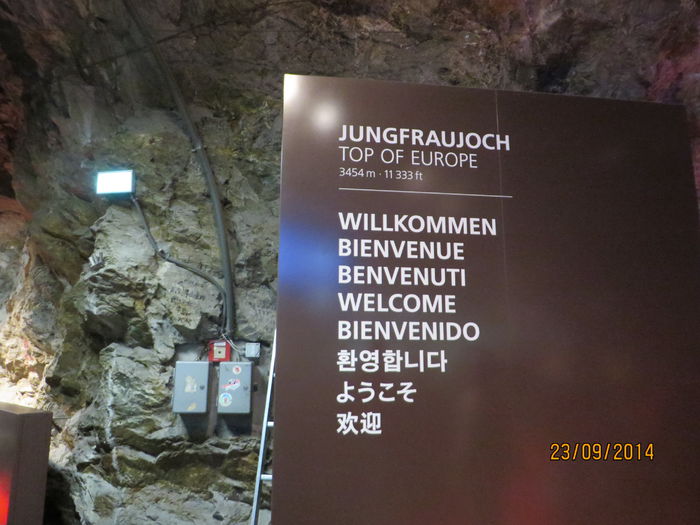 JUNGFRAUJOCH
TOP OF EUROPE
3454 m · 11 333 ft
WILLKOMMEN
BIENVENUE
BENVENUTI
WELCOME
BIENVENIDO
환영합니다
ようこそ
欢迎
23/09/2014